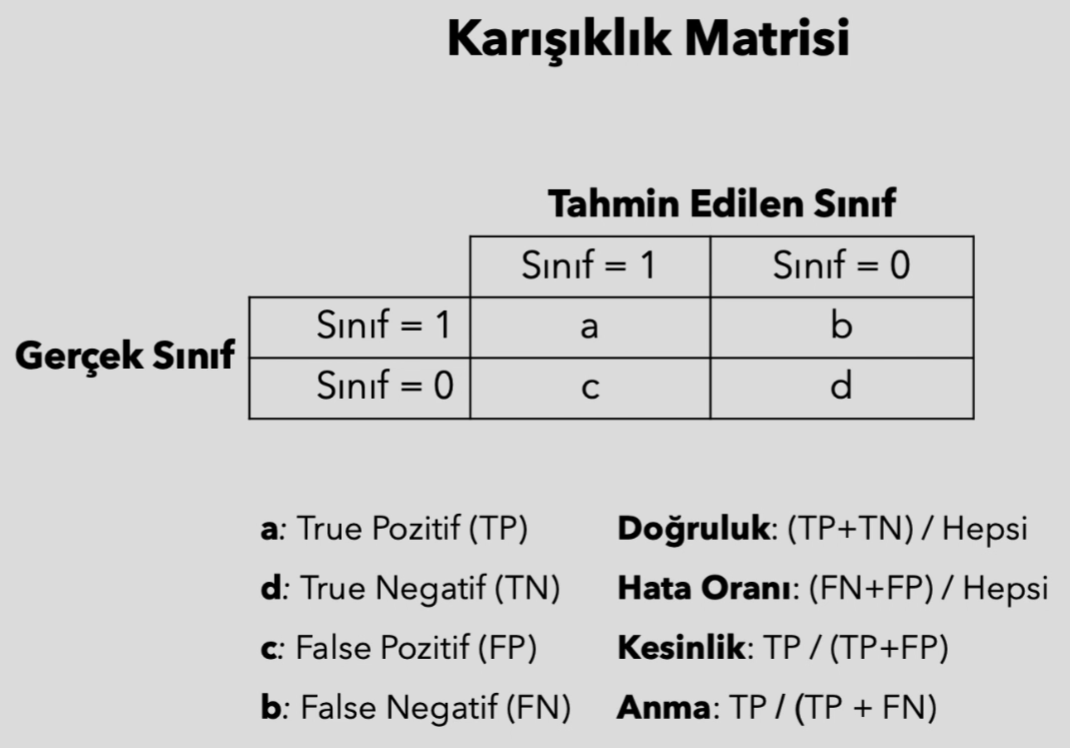 Karışıklık Matrisi
Tahmin Edilen Sınıf
Sınıf = 1 Sınıf = 0
Gerçek Sınıf
Sınıf = 1 a b
Sınıf = 0 c d
a: True Pozitif (TP) Doğruluk: (TP+TN) / Hepsi
d: True Negatif (TN) Hata Oranı: (FN+FP) / Hepsi
c: False Pozitif (FP) Kesinlik: TP / (TP+FP)
b: False Negatif (FN) Anma: TP / (TP + FN)